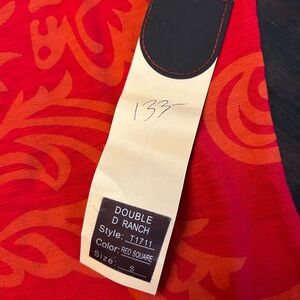 133-
DOUBLE
D RANCH
Style: T1711
Color: RED SQUARE
Size: S